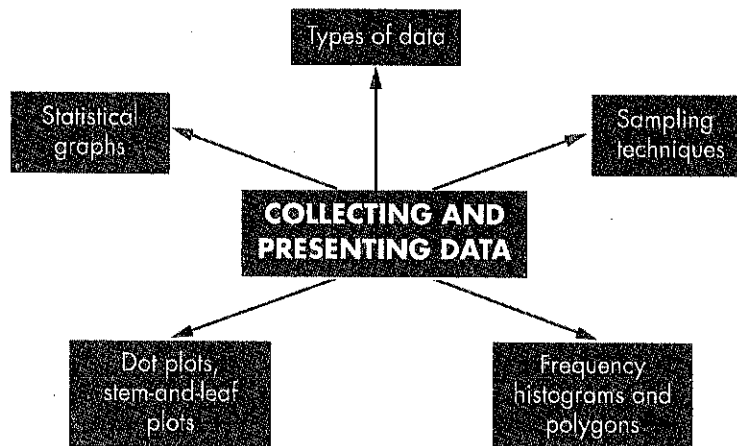 Types of data
Statistical
graphs
Sampling
techniques
COLLECTING AND
PRESENTING DATA
Dot plots,
stem-and-leaf
plots
Frequency
histograms and
polygons